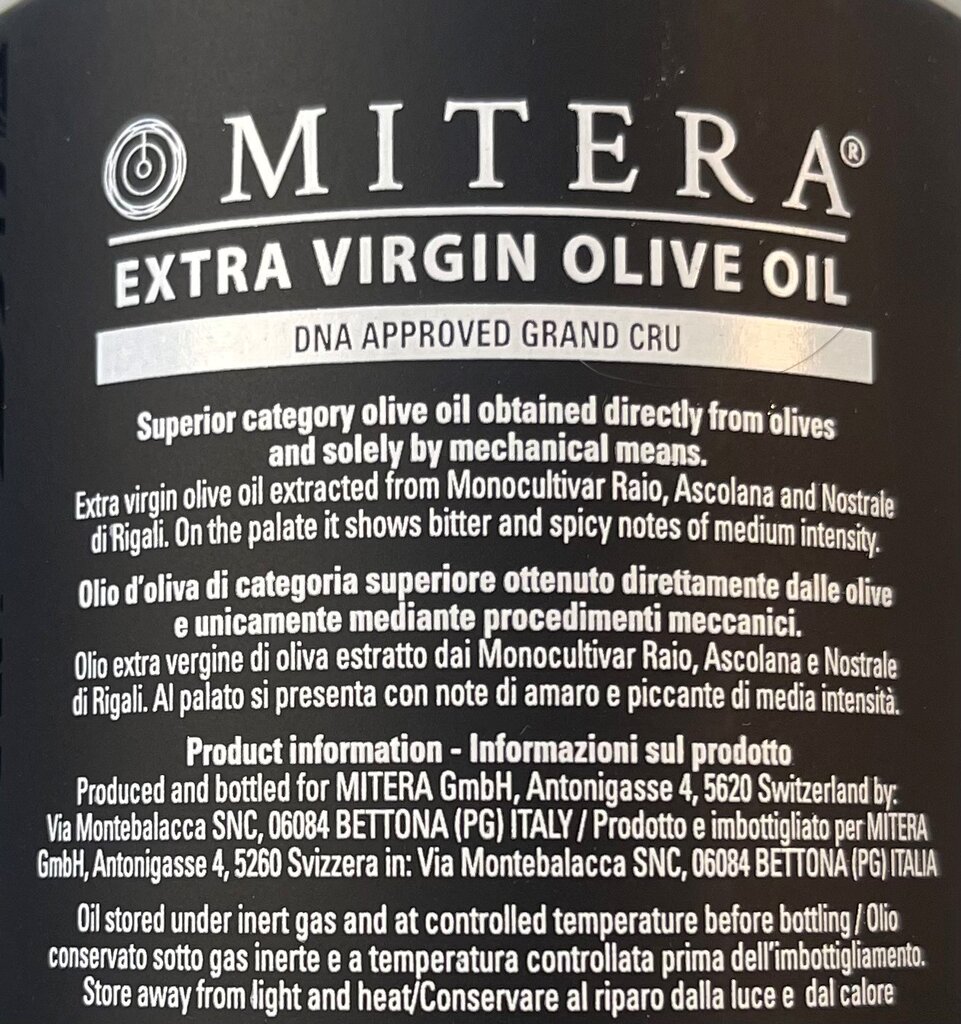 MITERA®
EXTRA VIRGIN OLIVE OIL
DNA APPROVED GRAND CRU
Superior category olive oil obtained directly from olives
and solely by mechanical means.
Extra virgin olive oil extracted from Monocultivar Raio, Ascolana and Nostrale
di Rigali. On the palate it shows bitter and spicy notes of medium intensity.
Olio d'oliva di categoria superiore ottenuto direttamente dalle olive
e unicamente mediante procedimenti meccanici.
Olio extra vergine di oliva estratto dai Monocultivar Raio, Ascolana e Nostrale
di Rigali. Al palato si presenta con note di amaro e piccante di media intensità.
Product information - Informazioni sul prodotto
Produced and bottled for MITERA GmbH, Antonigasse 4, 5620 Switzerland by:
Via Montebalacca SNC, 06084 BETTONA (PG) ITALY / Prodotto e imbottigliato per MITERA
GmbH, Antonigasse 4, 5260 Svizzera in: Via Montebalacca SNC, 06084 BETTONA (PG) ITALIA
Oil stored under inert gas and at controlled temperature before bottling / Olio
conservato sotto gas inerte e a temperatura controllata prima dell'imbottigliamento.
Store away from light and heat/Conservare al riparo dalla luce e dal calore